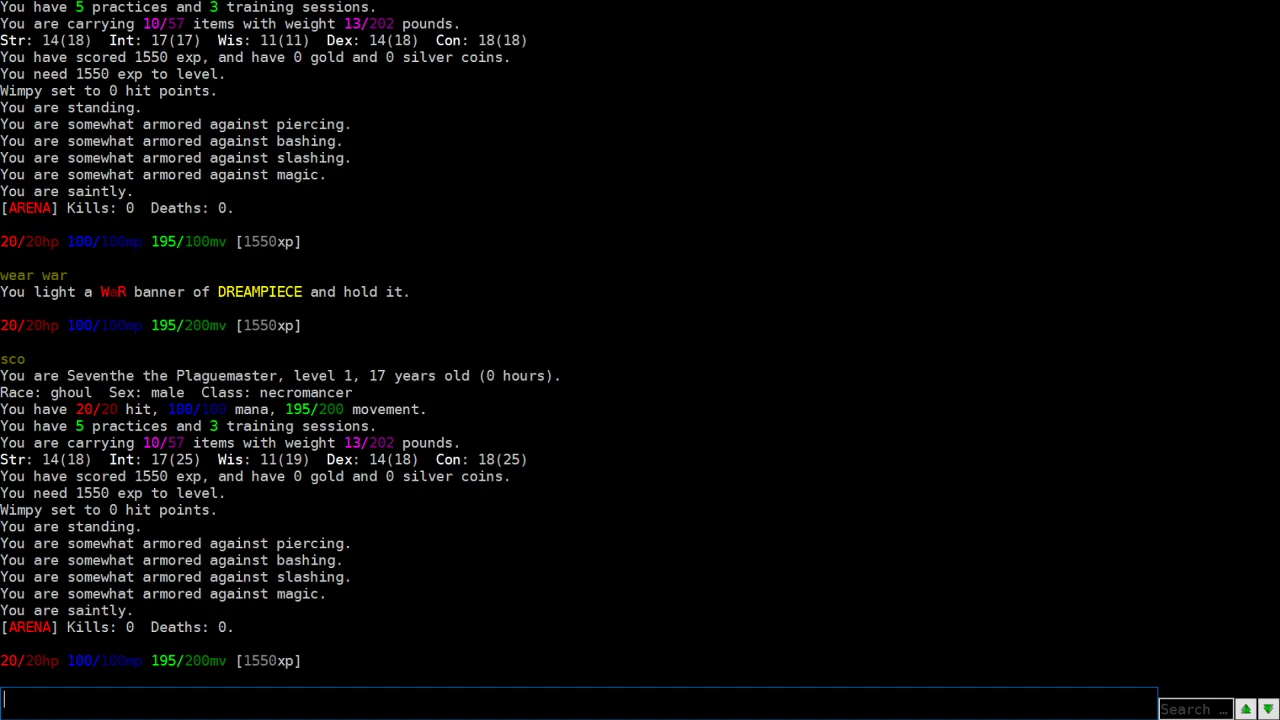 You have 5 practices and 3 training sessions.
You are carrying 10/57 items with weight 13/202 pounds.
Str: 14(18)  Int: 17(17)  Wis: 11(11)  Dex: 14(18)  Con: 18(18)
You have scored 1550 exp, and have 0 gold and 0 silver coins.
You need 1550 exp to level.
Wimpy set to 0 hit points.
You are standing.
You are somewhat armored against piercing.
You are somewhat armored against bashing.
You are somewhat armored against slashing.
You are somewhat armored against magic.
You are saintly.
[ARENA] Kills: 0  Deaths: 0.
20/20hp 100/100mp 195/100mv [1550xp]
wear war
You light a WaR banner of DREAMPIECE and hold it.
20/20hp 100/100mp 195/200mv [1550xp]
sco
You are Seventhe the Plaguemaster, level 1, 17 years old (0 hours).
Race: ghoul  Sex: male  Class: necromancer
You have 20/20 hit, 100/100 mana, 195/200 movement.
You have 5 practices and 3 training sessions.
You are carrying 10/57 items with weight 13/202 pounds.
Str: 14(18)  Int: 17(25)  Wis: 11(19)  Dex: 14(18)  Con: 18(25)
You have scored 1550 exp, and have 0 gold and 0 silver coins.
You need 1550 exp to level.
Wimpy set to 0 hit points.
You are standing.
You are somewhat armored against piercing.
You are somewhat armored against bashing.
You are somewhat armored against slashing.
You are somewhat armored against magic.
You are saintly.
[ARENA] Kills: 0  Deaths: 0.
20/20hp 100/100mp 195/200mv [1550xp]
Search …